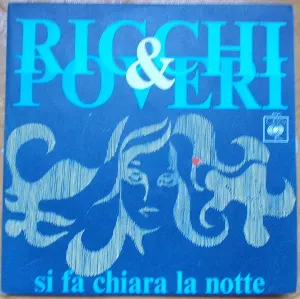 RICCHI
&
POVERI
si fa chiara la notte